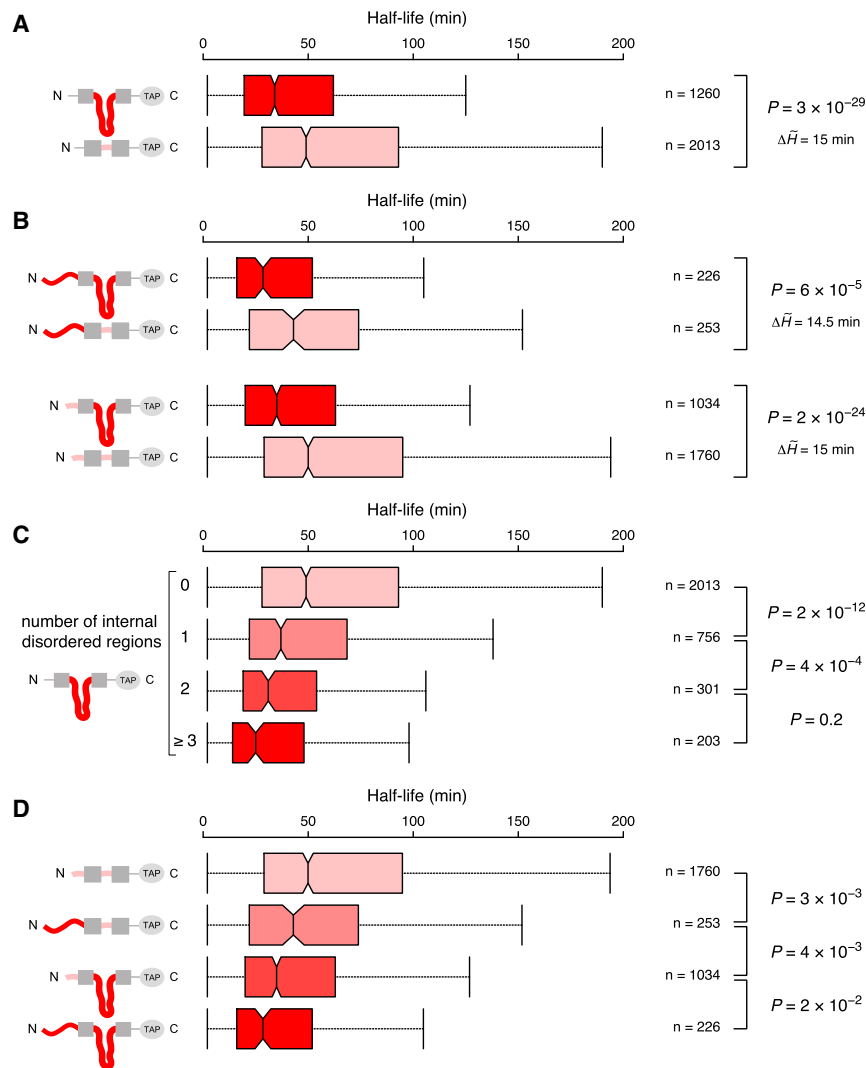 A
Half-life (min)
0 50 100 150 200
N TAP C n = 1260
P = 3 × 10⁻²⁹
ΔH̃ = 15 min
N TAP C n = 2013
B
Half-life (min)
0 50 100 150 200
N TAP C n = 226
P = 6 × 10⁻⁵
ΔH̃ = 14.5 min
N TAP C n = 253
N TAP C n = 1034
P = 2 × 10⁻²⁴
ΔH̃ = 15 min
N TAP C n = 1760
C
Half-life (min)
0 50 100 150 200
0 n = 2013
P = 2 × 10⁻¹²
number of internal
disordered regions
1 n = 756
P = 4 × 10⁻⁴
N TAP C
2 n = 301
P = 0.2
≥ 3 n = 203
D
Half-life (min)
0 50 100 150 200
N TAP C n = 1760
P = 3 × 10⁻³
N TAP C n = 253
P = 4 × 10⁻³
N TAP C n = 1034
P = 2 × 10⁻²
N TAP C n = 226